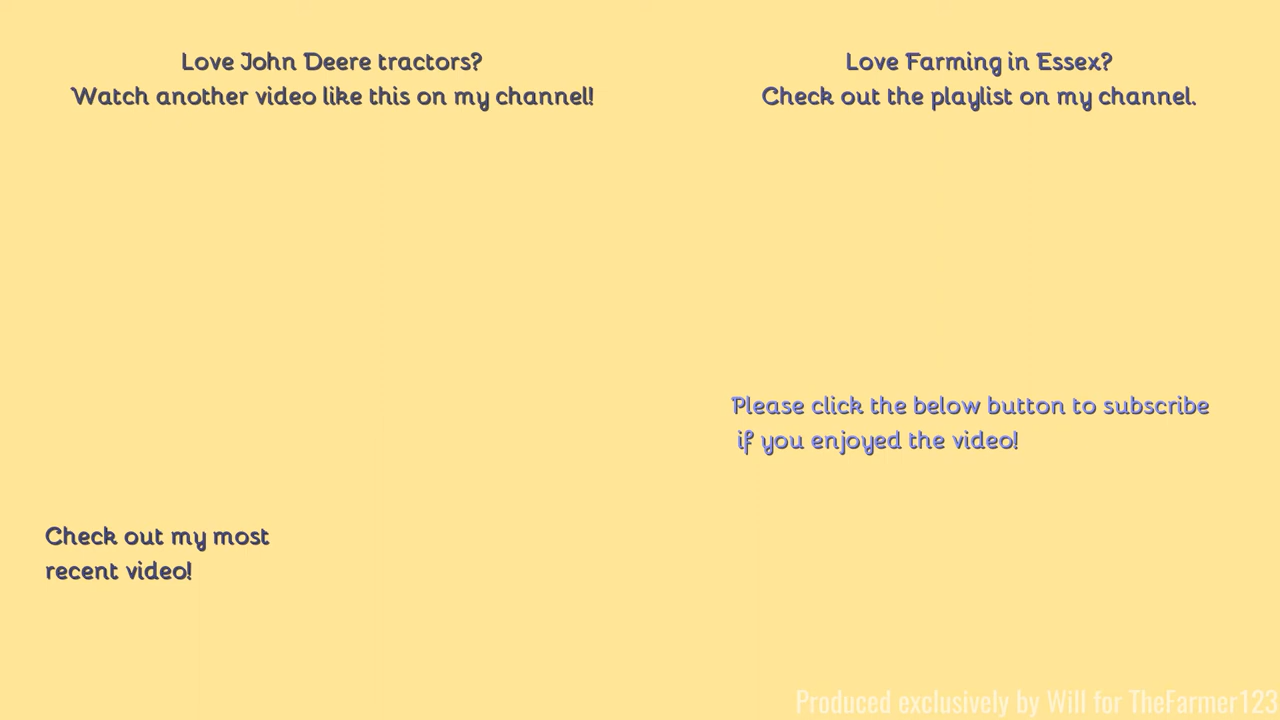 Love John Deere tractors?
Watch another video like this on my channel!
Love Farming in Essex?
Check out the playlist on my channel.
Please click the below button to subscribe
if you enjoyed the video!
Check out my most
recent video!
Produced exclusively by Will for TheFarmer123